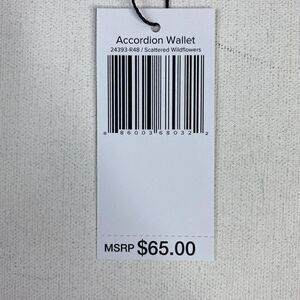 Accordion Wallet
24393-R48 / Scattered Wildflowers
8 86003 68032 2
MSRP $65.00